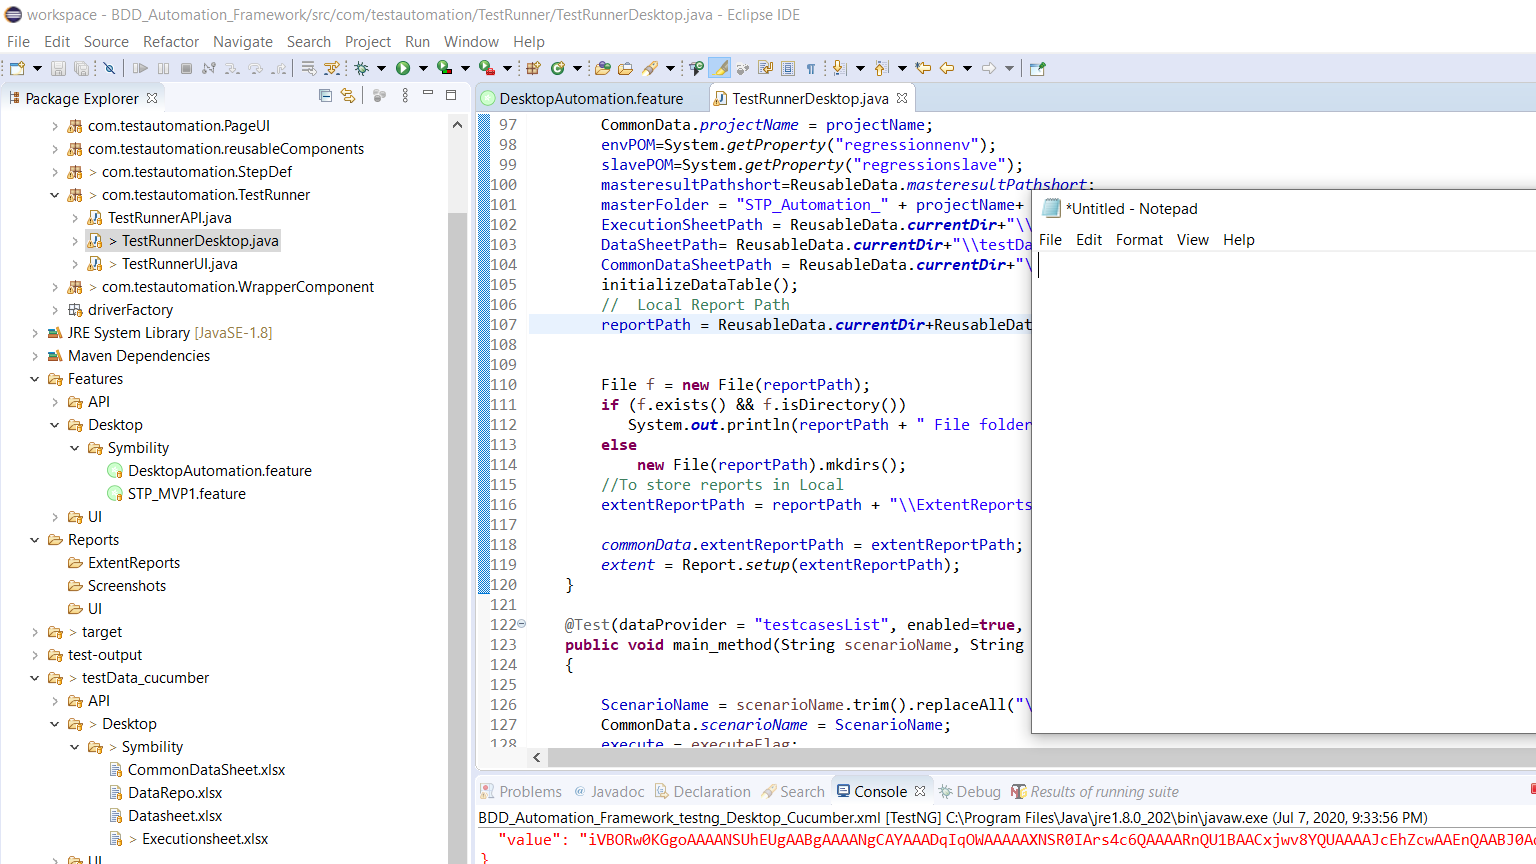 workspace - BDD_Automation_Framework/src/com/testautomation/TestRunner/TestRunnerDesktop.java - Eclipse IDE
File Edit Source Refactor Navigate Search Project Run Window Help
Package Explorer
com.testautomation.PageUI
com.testautomation.reusableComponents
> com.testautomation.StepDef
> com.testautomation.TestRunner
TestRunnerAPI.java
> TestRunnerDesktop.java
> TestRunnerUI.java
> com.testautomation.WrapperComponent
driverFactory
JRE System Library [JavaSE-1.8]
Maven Dependencies
Features
API
Desktop
Symbility
DesktopAutomation.feature
STP_MVP1.feature
UI
Reports
ExtentReports
Screenshots
UI
> target
test-output
> testData_cucumber
API
> Desktop
> Symbility
CommonDataSheet.xlsx
DataRepo.xlsx
Datasheet.xlsx
> Executionsheet.xlsx
UI
DesktopAutomation.feature TestRunnerDesktop.java
97 CommonData.projectName = projectName;
98 envPOM=System.getProperty("regressionnenv");
99 slavePOM=System.getProperty("regressionslave");
100 masteresultPathshort=ReusableData.masteresultPathshort;
101 masterFolder = "STP_Automation_" + projectName+
102 ExecutionSheetPath = ReusableData.currentDir+"\\
103 DataSheetPath= ReusableData.currentDir+"\\testDa
104 CommonDataSheetPath = ReusableData.currentDir+"\
105 initializeDataTable();
106 // Local Report Path
107 reportPath = ReusableData.currentDir+ReusableDat
108
109
110 File f = new File(reportPath);
111 if (f.exists() && f.isDirectory())
112 System.out.println(reportPath + " File folder
113 else
114 new File(reportPath).mkdirs();
115 //To store reports in Local
116 extentReportPath = reportPath + "\\ExtentReports
117
118 commonData.extentReportPath = extentReportPath;
119 extent = Report.setup(extentReportPath);
120 }
121
122 @Test(dataProvider = "testcasesList", enabled=true,
123 public void main_method(String scenarioName, String
124 {
125
126 ScenarioName = scenarioName.trim().replaceAll("\
127 CommonData.scenarioName = ScenarioName;
128 execute = executeFlag;
*Untitled - Notepad
File Edit Format View Help
Problems @ Javadoc Declaration Search Console Debug Results of running suite
BDD_Automation_Framework_testng_Desktop_Cucumber.xml [TestNG] C:\Program Files\Java\jre1.8.0_202\bin\javaw.exe (Jul 7, 2020, 9:33:56 PM)
"value": "iVBORw0KGgoAAAANSUhEUgAABgAAAANgCAYAAADqIqOWAAAAAXNSR0IArs4c6QAAAARnQU1BAACxjwv8YQUAAAAJcEhZcwAAEnQAABJ0A
}